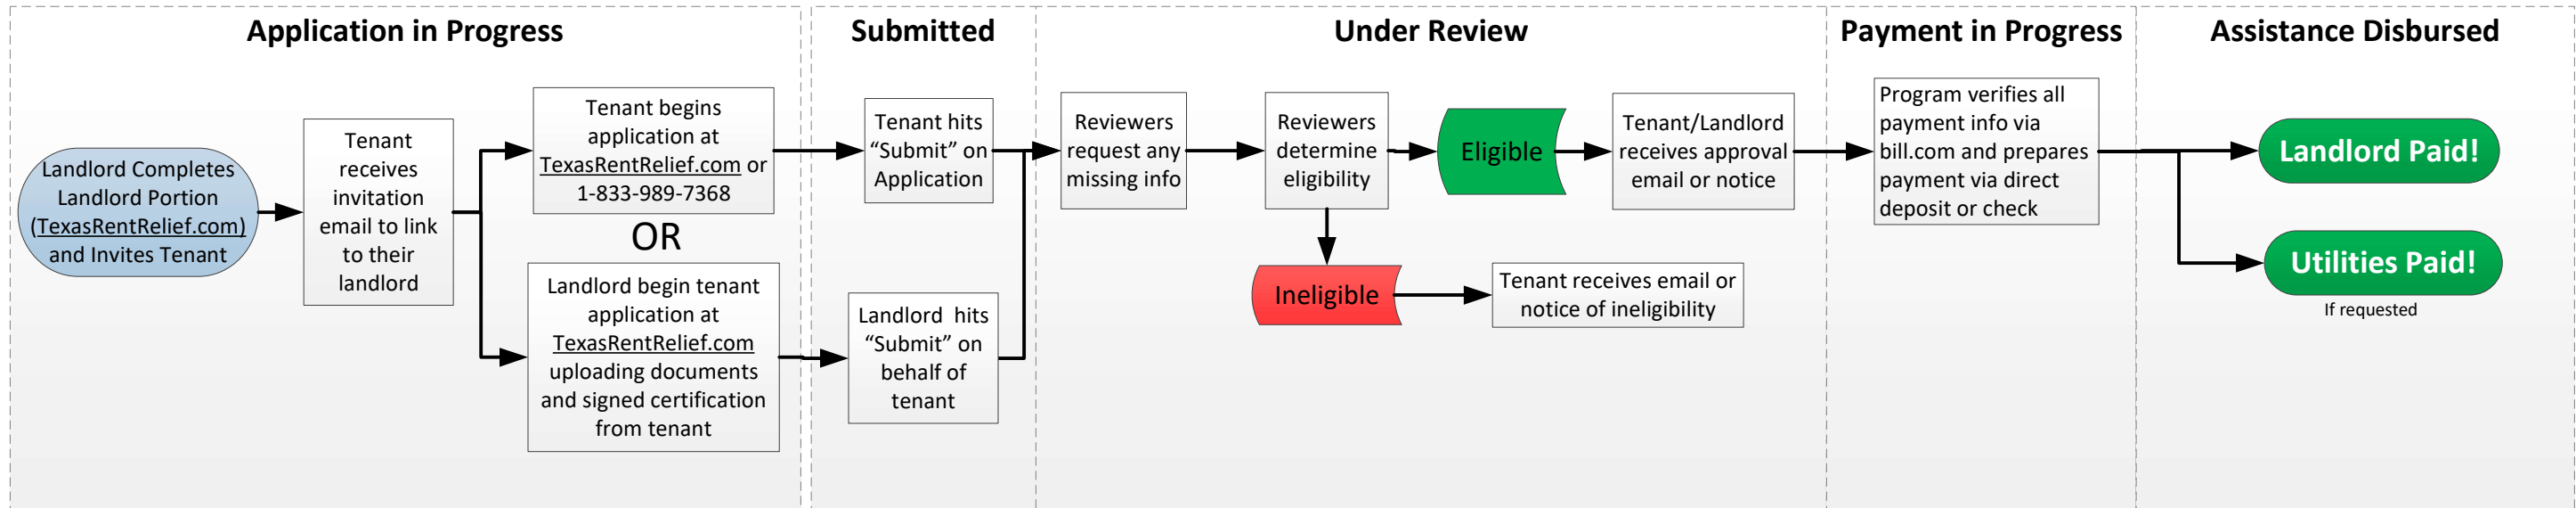 Application in Progress
Landlord Completes
Landlord Portion
(TexasRentRelief.com)
and Invites Tenant
Tenant
receives
invitation
email to link
to their
landlord
Tenant begins
application at
TexasRentRelief.com or
1-833-989-7368
OR
Landlord begin tenant
application at
TexasRentRelief.com
uploading documents
and signed certification
from tenant
Submitted
Tenant hits
“Submit” on
Application
Landlord  hits
“Submit” on
behalf of
tenant
Under Review
Reviewers
request any
missing info
Reviewers
determine
eligibility
Eligible
Tenant/Landlord
receives approval
email or notice
Ineligible
Tenant receives email or
notice of ineligibility
Payment in Progress
Program verifies all
payment info via
bill.com and prepares
payment via direct
deposit or check
Assistance Disbursed
Landlord Paid!
Utilities Paid!
If requested